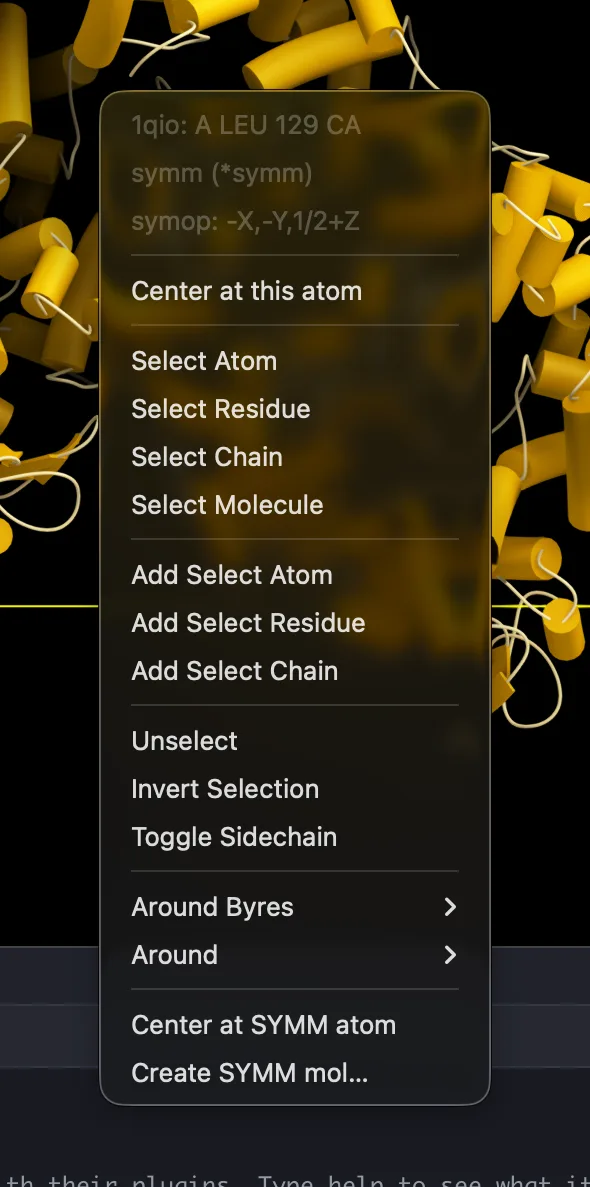 1qio: A LEU 129 CA
symm (*symm)
symop: -X,-Y,1/2+Z
Center at this atom
Select Atom
Select Residue
Select Chain
Select Molecule
Add Select Atom
Add Select Residue
Add Select Chain
Unselect
Invert Selection
Toggle Sidechain
Around Byres
Around
Center at SYMM atom
Create SYMM mol...
th their plugins. Type help to see what it